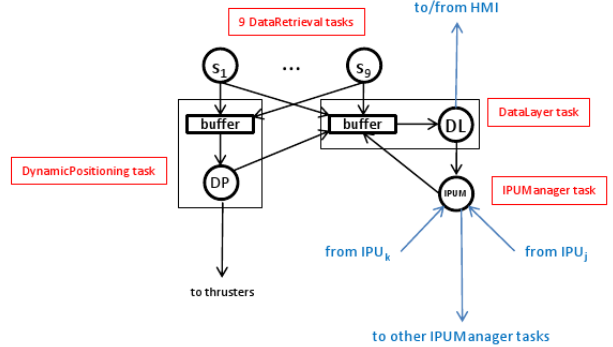 to/from HMI
9 DataRetrieval tasks
S1
...
S9
DataLayer task
buffer
buffer
DL
DynamicPositioning task
DP
IPUM
IPUManager task
from IPUk
from IPUj
to thrusters
to other IPUManager tasks